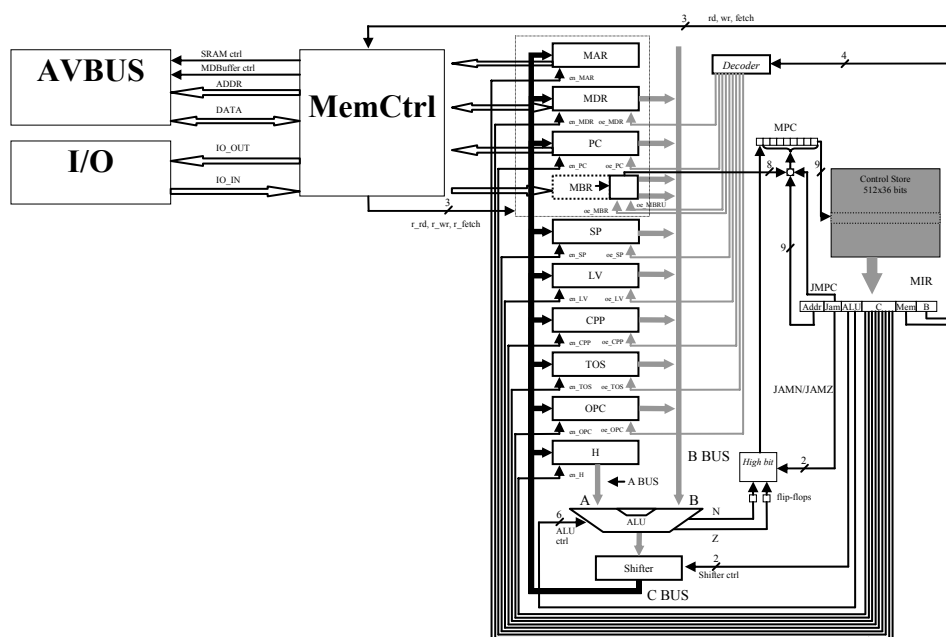 3 rd, wr, fetch
AVBUS
SRAM ctrl
MDBuffer ctrl
ADDR
DATA
MemCtrl
I/O
IO_OUT
IO_IN
3
r_rd, r_wr, r_fetch
MAR
en_MAR
MDR
en_MDR oe_MDR
PC
en_PC oe_PC
MBR
oe_MBR oe_MBRU
SP
en_SP oe_SP
LV
en_LV oe_LV
CPP
en_CPP oe_CPP
TOS
en_TOS oe_TOS
OPC
en_OPC oe_OPC
H
en_H
A BUS
B BUS
A B
ALU
6
ALU
ctrl
N
Z
Shifter
2
Shifter ctrl
C BUS
Decoder
4
MPC
8
9
9
Control Store
512x36 bits
JMPC
MIR
Addr Jam ALU C Mem B
JAMN/JAMZ
High bit
2
flip-flops